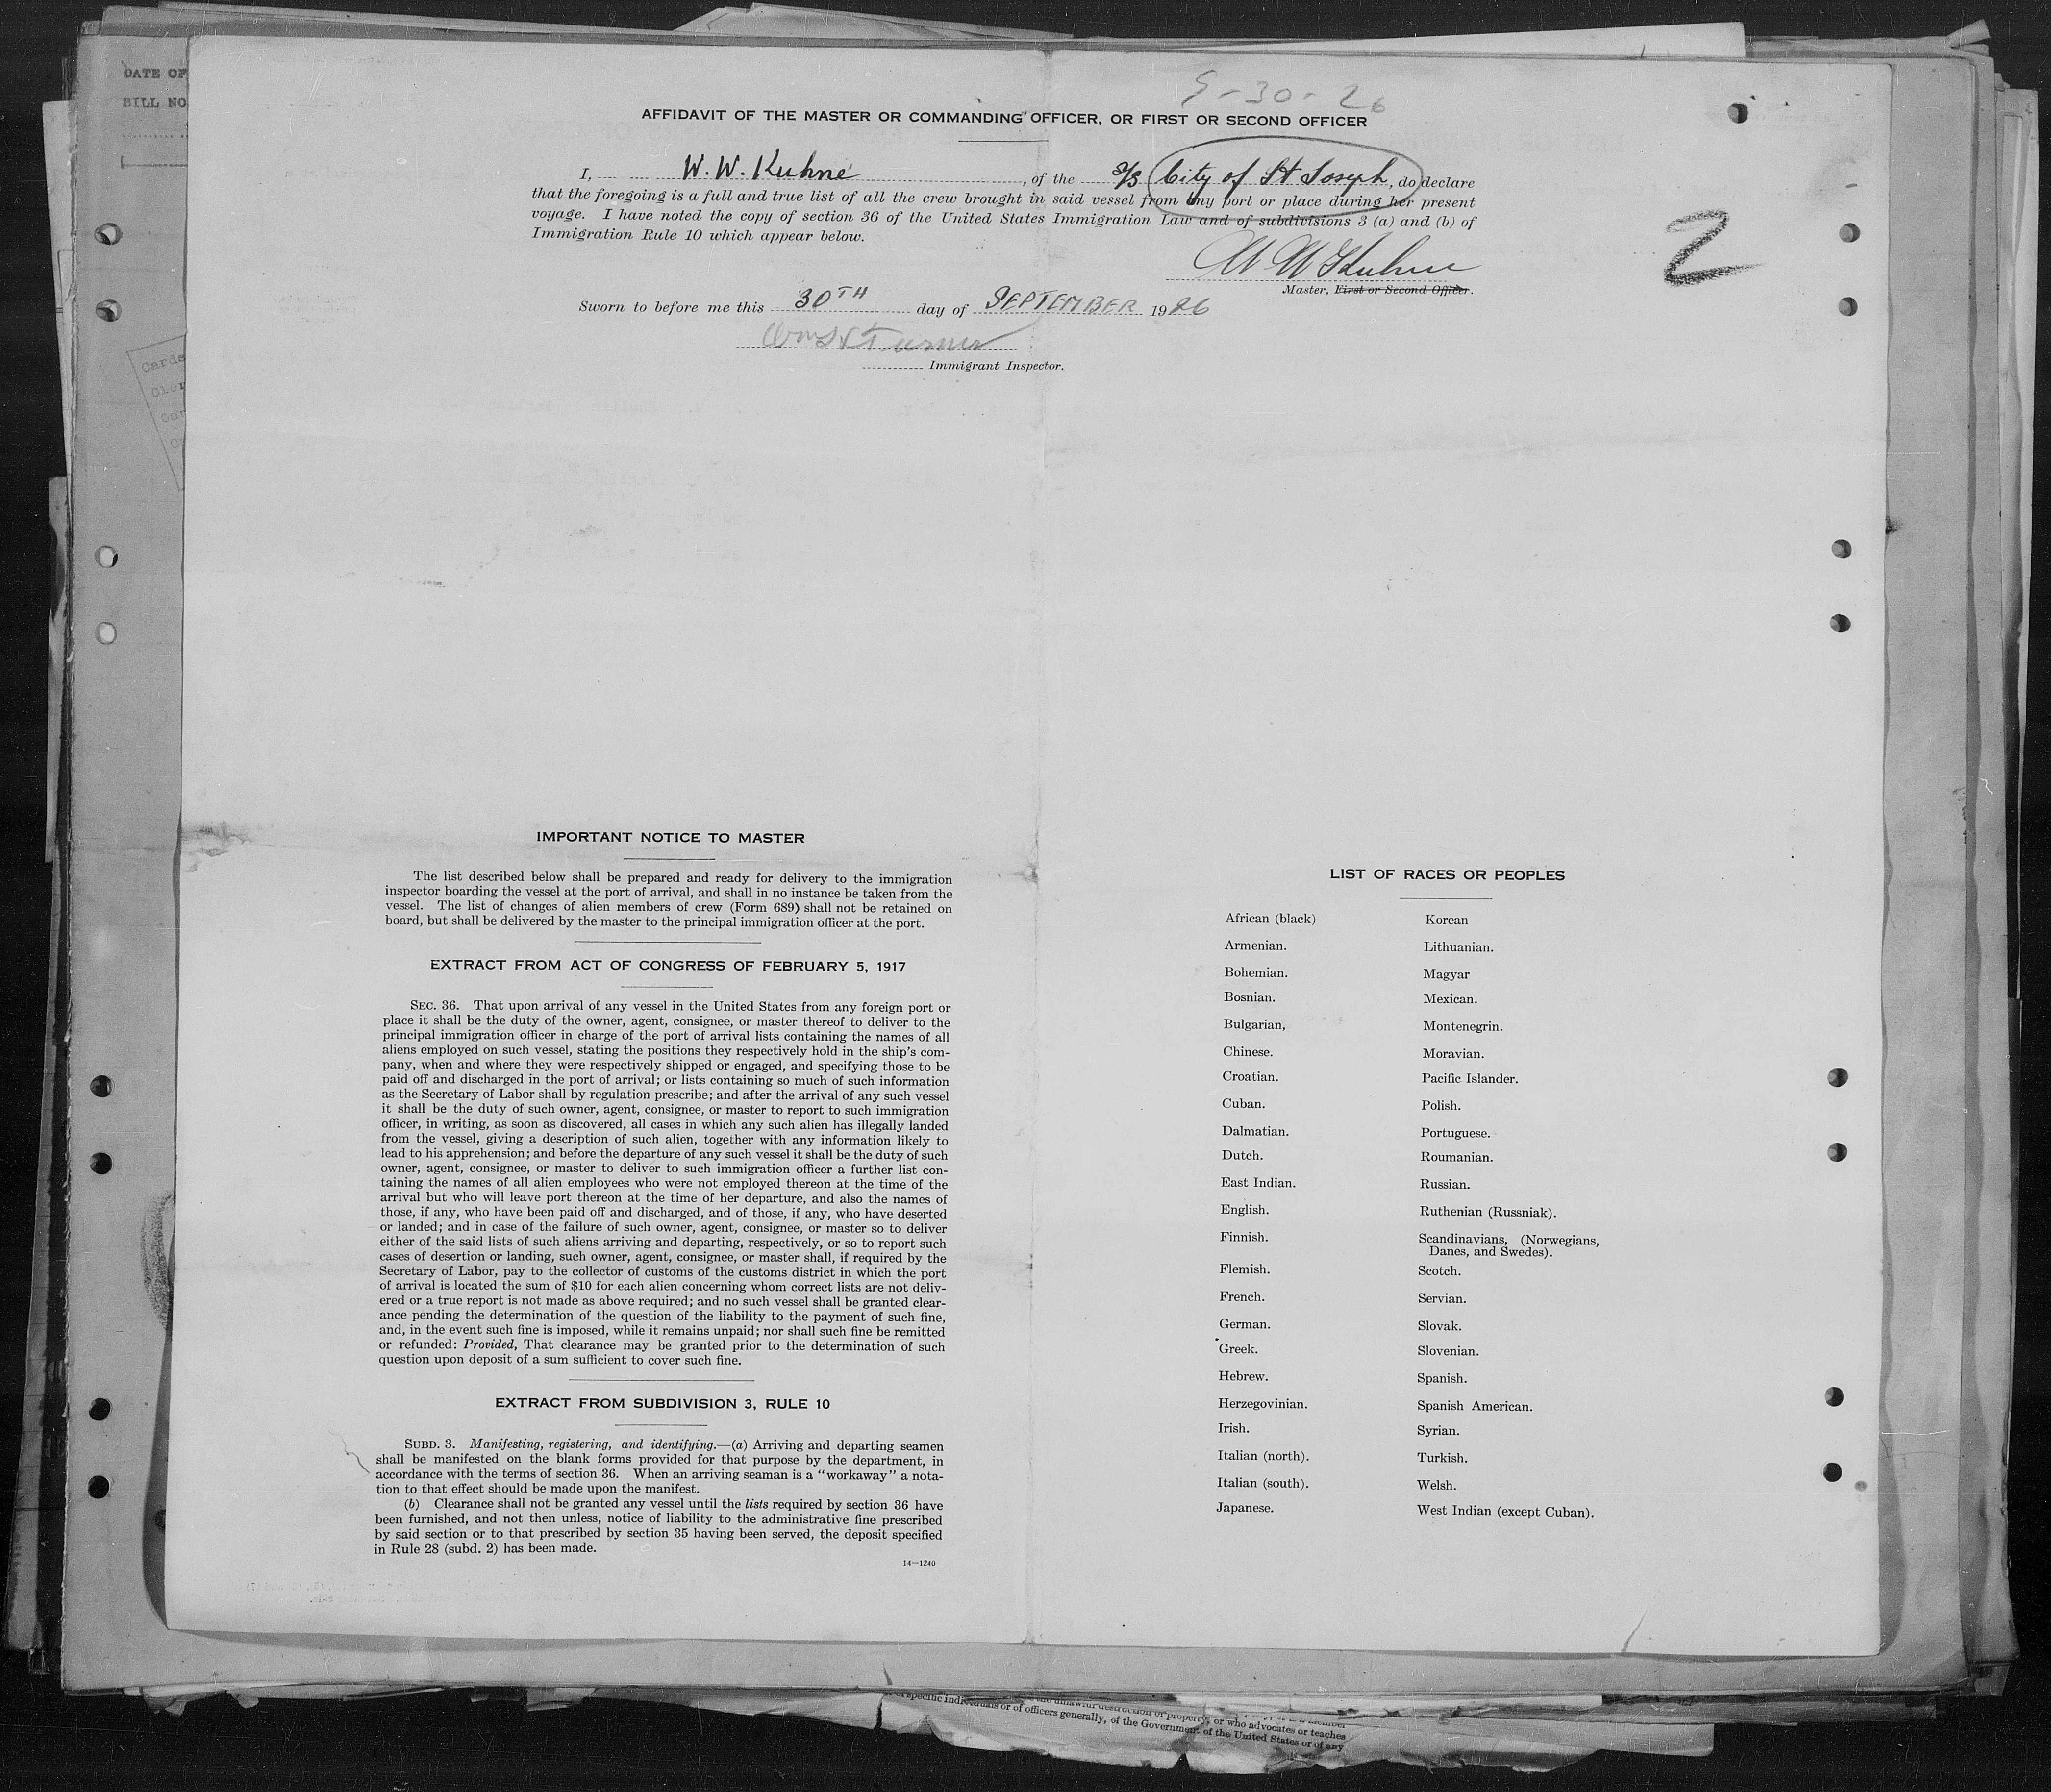 DATE OF
BILL NO
9-30-26
AFFIDAVIT OF THE MASTER OR COMMANDING OFFICER, OR FIRST OR SECOND OFFICER
I, W. W. Kuhne, of the S/S City of St Joseph, do declare
that the foregoing is a full and true list of all the crew brought in said vessel from any port or place during her present
voyage. I have noted the copy of section 36 of the United States Immigration Law and of subdivisions 3 (a) and (b) of
Immigration Rule 10 which appear below.
2
W W Kuhne
Master, First or Second Officer.
Sworn to before me this 30TH day of SEPTEMBER 1926
Turner
Immigrant Inspector.
IMPORTANT NOTICE TO MASTER
The list described below shall be prepared and ready for delivery to the immigration
inspector boarding the vessel at the port of arrival, and shall in no instance be taken from the
vessel. The list of changes of alien members of crew (Form 689) shall not be retained on
board, but shall be delivered by the master to the principal immigration officer at the port.
EXTRACT FROM ACT OF CONGRESS OF FEBRUARY 5, 1917
SEC. 36. That upon arrival of any vessel in the United States from any foreign port or
place it shall be the duty of the owner, agent, consignee, or master thereof to deliver to the
principal immigration officer in charge of the port of arrival lists containing the names of all
aliens employed on such vessel, stating the positions they respectively hold in the ship's com-
pany, when and where they were respectively shipped or engaged, and specifying those to be
paid off and discharged in the port of arrival; or lists containing so much of such information
as the Secretary of Labor shall by regulation prescribe; and after the arrival of any such vessel
it shall be the duty of such owner, agent, consignee, or master to report to such immigration
officer, in writing, as soon as discovered, all cases in which any such alien has illegally landed
from the vessel, giving a description of such alien, together with any information likely to
lead to his apprehension; and before the departure of any such vessel it shall be the duty of such
owner, agent, consignee, or master to deliver to such immigration officer a further list con-
taining the names of all alien employees who were not employed thereon at the time of the
arrival but who will leave port thereon at the time of her departure, and also the names of
those, if any, who have been paid off and discharged, and of those, if any, who have deserted
or landed; and in case of the failure of such owner, agent, consignee, or master so to deliver
either of the said lists of such aliens arriving and departing, respectively, or so to report such
cases of desertion or landing, such owner, agent, consignee, or master shall, if required by the
Secretary of Labor, pay to the collector of customs of the customs district in which the port
of arrival is located the sum of $10 for each alien concerning whom correct lists are not deliv-
ered or a true report is not made as above required; and no such vessel shall be granted clear-
ance pending the determination of the question of the liability to the payment of such fine,
and, in the event such fine is imposed, while it remains unpaid; nor shall such fine be remitted
or refunded: Provided, That clearance may be granted prior to the determination of such
question upon deposit of a sum sufficient to cover such fine.
EXTRACT FROM SUBDIVISION 3, RULE 10
SUBD. 3. Manifesting, registering, and identifying.—(a) Arriving and departing seamen
shall be manifested on the blank forms provided for that purpose by the department, in
accordance with the terms of section 36. When an arriving seaman is a "workaway" a nota-
tion to that effect should be made upon the manifest.
(b) Clearance shall not be granted any vessel until the lists required by section 36 have
been furnished, and not then unless, notice of liability to the administrative fine prescribed
by said section or to that prescribed by section 35 having been served, the deposit specified
in Rule 28 (subd. 2) has been made.
14—1240
LIST OF RACES OR PEOPLES
African (black)
Armenian.
Bohemian.
Bosnian.
Bulgarian,
Chinese.
Croatian.
Cuban.
Dalmatian.
Dutch.
East Indian.
English.
Finnish.
Flemish.
French.
German.
Greek.
Hebrew.
Herzegovinian.
Irish.
Italian (north).
Italian (south).
Japanese.
Korean
Lithuanian.
Magyar
Mexican.
Montenegrin.
Moravian.
Pacific Islander.
Polish.
Portuguese.
Roumanian.
Russian.
Ruthenian (Russniak).
Scandinavians, (Norwegians,
Danes, and Swedes).
Scotch.
Servian.
Slovak.
Slovenian.
Spanish.
Spanish American.
Syrian.
Turkish.
Welsh.
West Indian (except Cuban).
destruction of property, or who advocates or teaches
or of officers generally, of the Government of the United States or of any